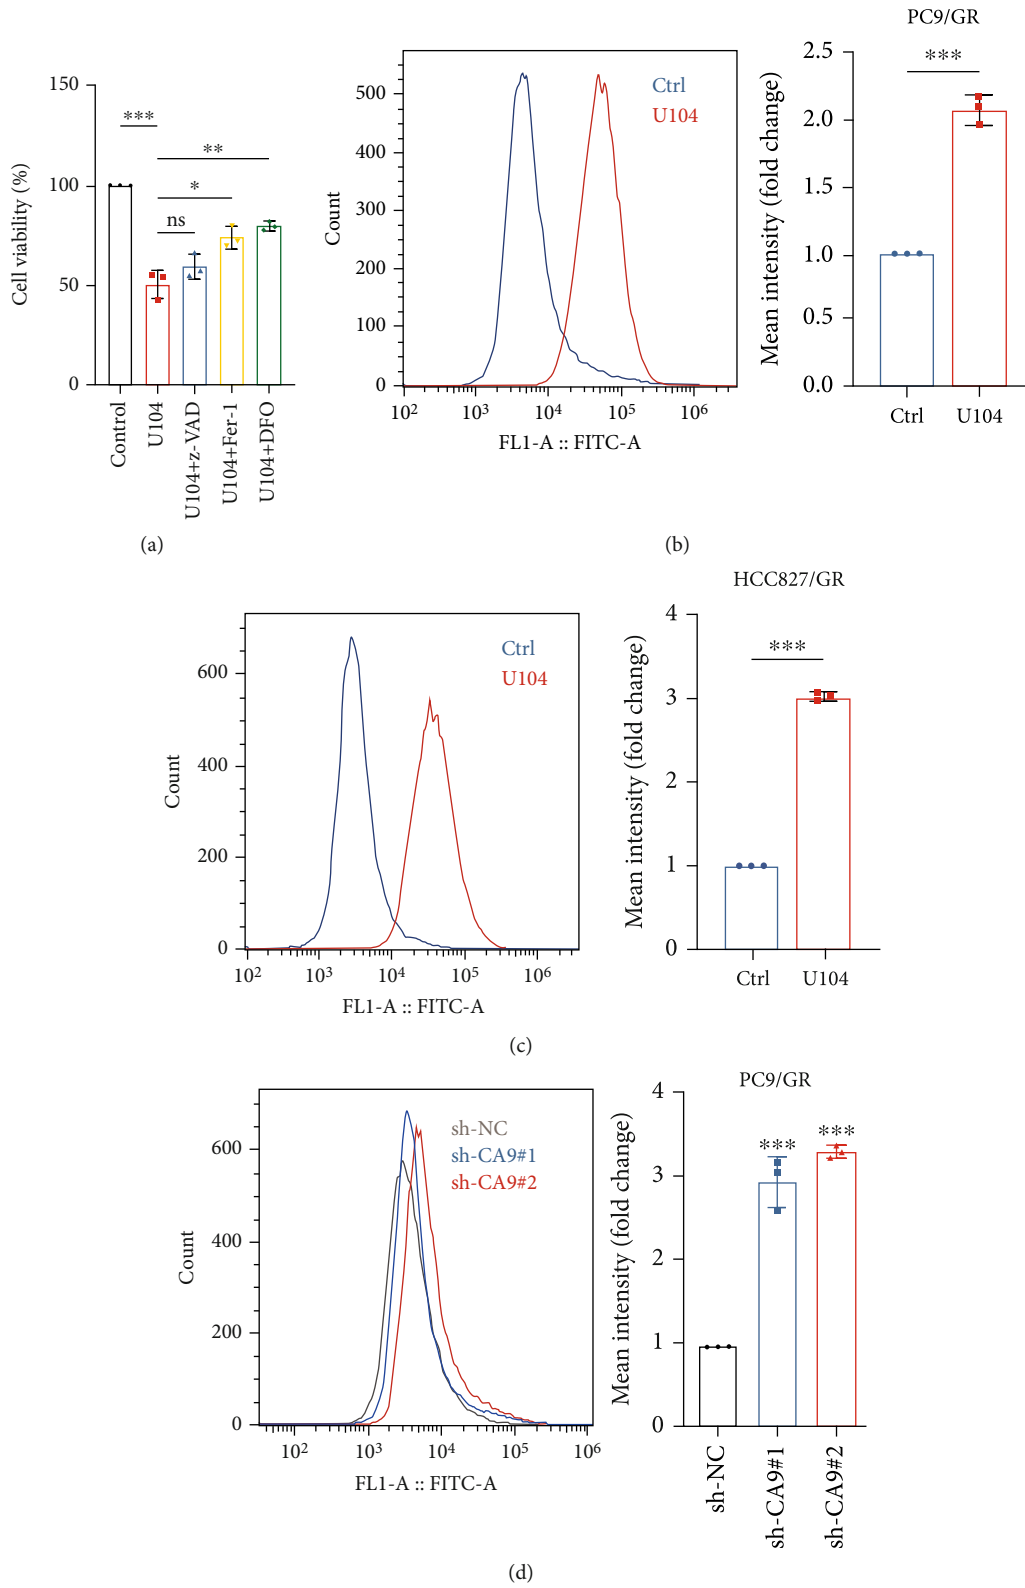 150
100
50
0
Cell viability (%)
***
**
*
ns
Control
U104
U104+z-VAD
U104+Fer-1
U104+DFO
(a)
500
400
300
200
100
0
Count
Ctrl
U104
10² 10³ 10⁴ 10⁵ 10⁶
FL1-A :: FITC-A
PC9/GR
2.5
2.0
1.5
1.0
0.5
0.0
Mean intensity (fold change)
***
Ctrl U104
(b)
600
400
200
0
Count
Ctrl
U104
10² 10³ 10⁴ 10⁵ 10⁶
FL1-A :: FITC-A
HCC827/GR
4
3
2
1
0
Mean intensity (fold change)
***
Ctrl U104
(c)
600
400
200
0
Count
sh-NC
sh-CA9#1
sh-CA9#2
10² 10³ 10⁴ 10⁵ 10⁶
FL1-A :: FITC-A
PC9/GR
4
3
2
1
0
Mean intensity (fold change)
*** ***
sh-NC
sh-CA9#1
sh-CA9#2
(d)